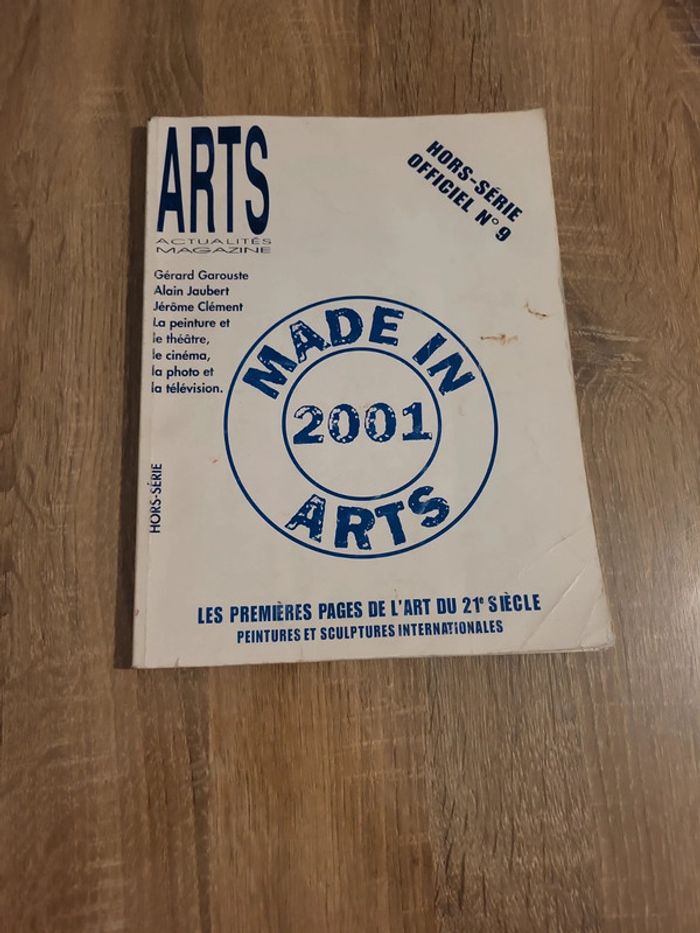 ARTS
ACTUALITÉS
MAGAZINE
HORS-SÉRIE
OFFICIEL N° 9
Gérard Garouste
Alain Jaubert
Jérôme Clément
La peinture et
le théâtre,
le cinéma,
la photo et
la télévision.
MADE IN
2001
ARTS
HORS-SÉRIE
LES PREMIÈRES PAGES DE L'ART DU 21e SIÈCLE
PEINTURES ET SCULPTURES INTERNATIONALES